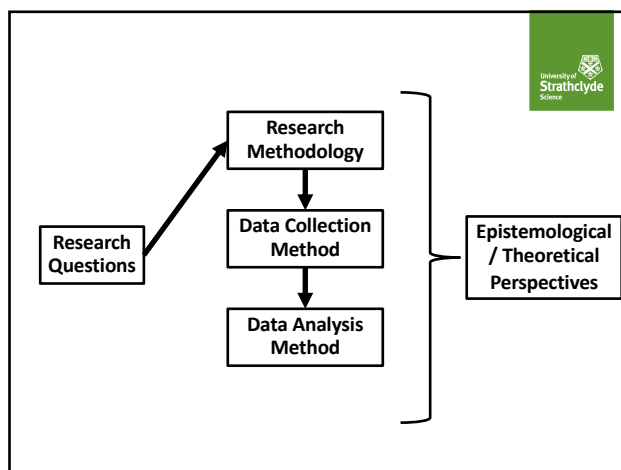 University of
Strathclyde
Science
Research
Methodology
Research
Questions
Data Collection
Method
Epistemological
/ Theoretical
Perspectives
Data Analysis
Method